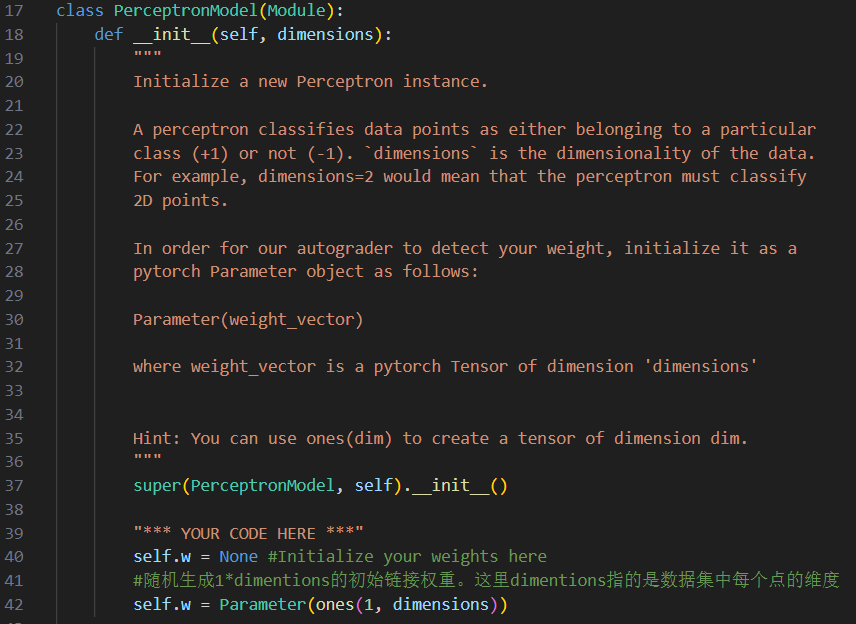 17 class PerceptronModel(Module):
18 def __init__(self, dimensions):
19 """
20 Initialize a new Perceptron instance.
21
22 A perceptron classifies data points as either belonging to a particular
23 class (+1) or not (-1). `dimensions` is the dimensionality of the data.
24 For example, dimensions=2 would mean that the perceptron must classify
25 2D points.
26
27 In order for our autograder to detect your weight, initialize it as a
28 pytorch Parameter object as follows:
29
30 Parameter(weight_vector)
31
32 where weight_vector is a pytorch Tensor of dimension 'dimensions'
33
34
35 Hint: You can use ones(dim) to create a tensor of dimension dim.
36 """
37 super(PerceptronModel, self).__init__()
38
39 "*** YOUR CODE HERE ***"
40 self.w = None #Initialize your weights here
41 #随机生成1*dimentions的初始链接权重。这里dimentions指的是数据集中每个点的维度
42 self.w = Parameter(ones(1, dimensions))